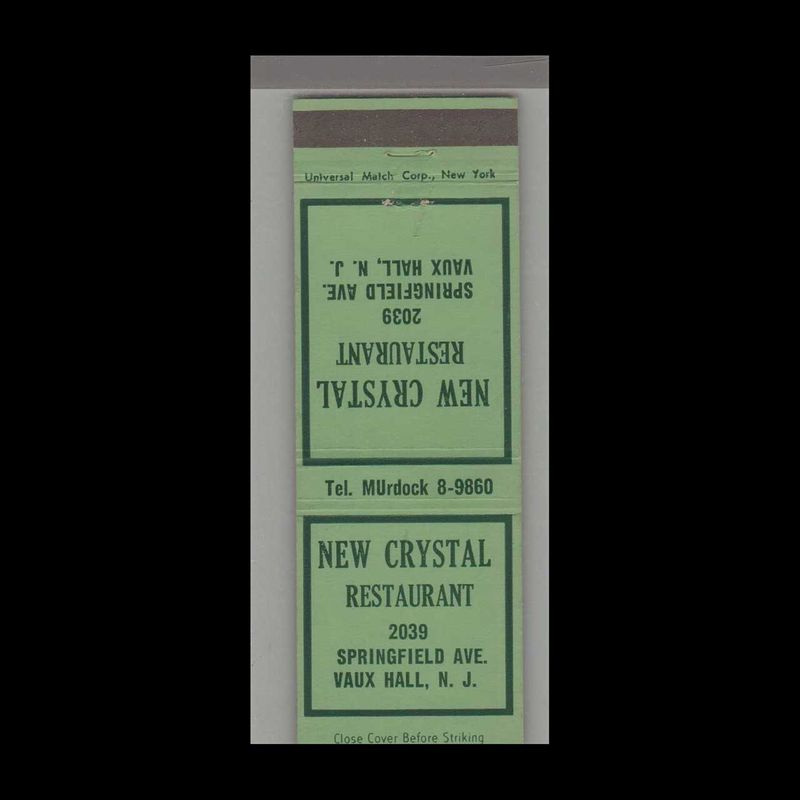 Universal Match Corp., New York
NEW CRYSTAL
RESTAURANT
2039
SPRINGFIELD AVE.
VAUX HALL, N. J.
Tel. MUrdock 8-9860
NEW CRYSTAL
RESTAURANT
2039
SPRINGFIELD AVE.
VAUX HALL, N. J.
Close Cover Before Striking